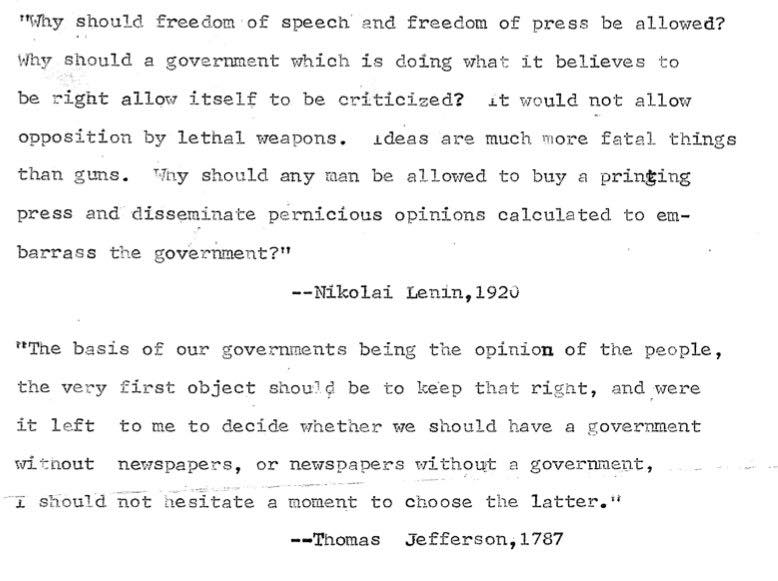 "Why should freedom of speech and freedom of press be allowed?
Why should a government which is doing what it believes to
be right allow itself to be criticized?  It would not allow
opposition by lethal weapons.  Ideas are much more fatal things
than guns.  Why should any man be allowed to buy a printing
press and disseminate pernicious opinions calculated to em-
barrass the government?"
--Nikolai Lenin,1920
"The basis of our governments being the opinion of the people,
the very first object should be to keep that right, and were
it left  to me to decide whether we should have a government
without  newspapers, or newspapers without a government,
I should not hesitate a moment to choose the latter."
--Thomas  Jefferson,1787